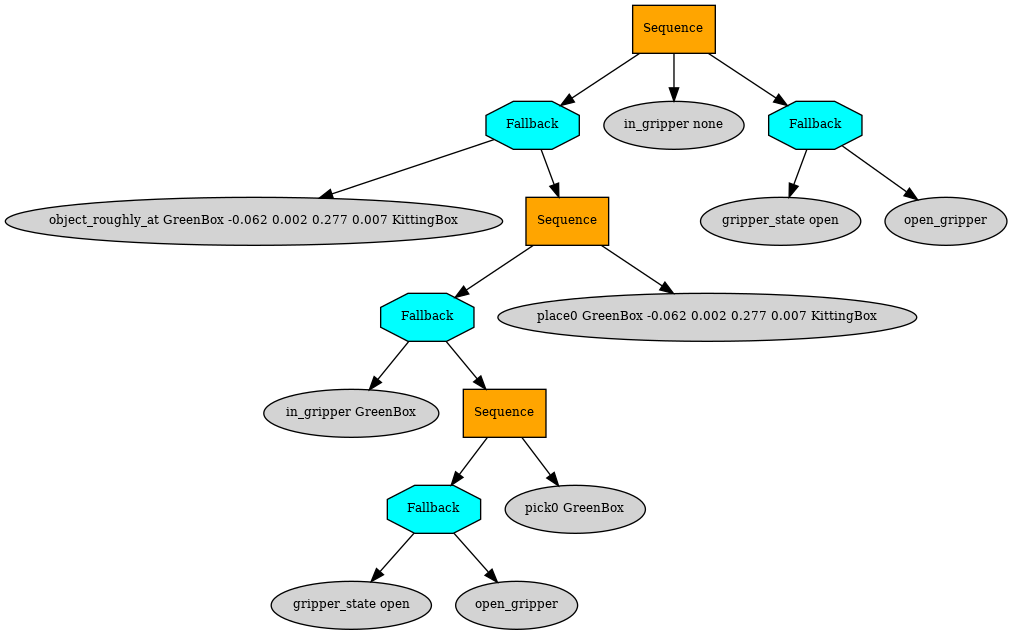 Sequence
Fallback
in_gripper none
Fallback
object_roughly_at GreenBox -0.062 0.002 0.277 0.007 KittingBox
Sequence
gripper_state open
open_gripper
Fallback
place0 GreenBox -0.062 0.002 0.277 0.007 KittingBox
in_gripper GreenBox
Sequence
Fallback
pick0 GreenBox
gripper_state open
open_gripper